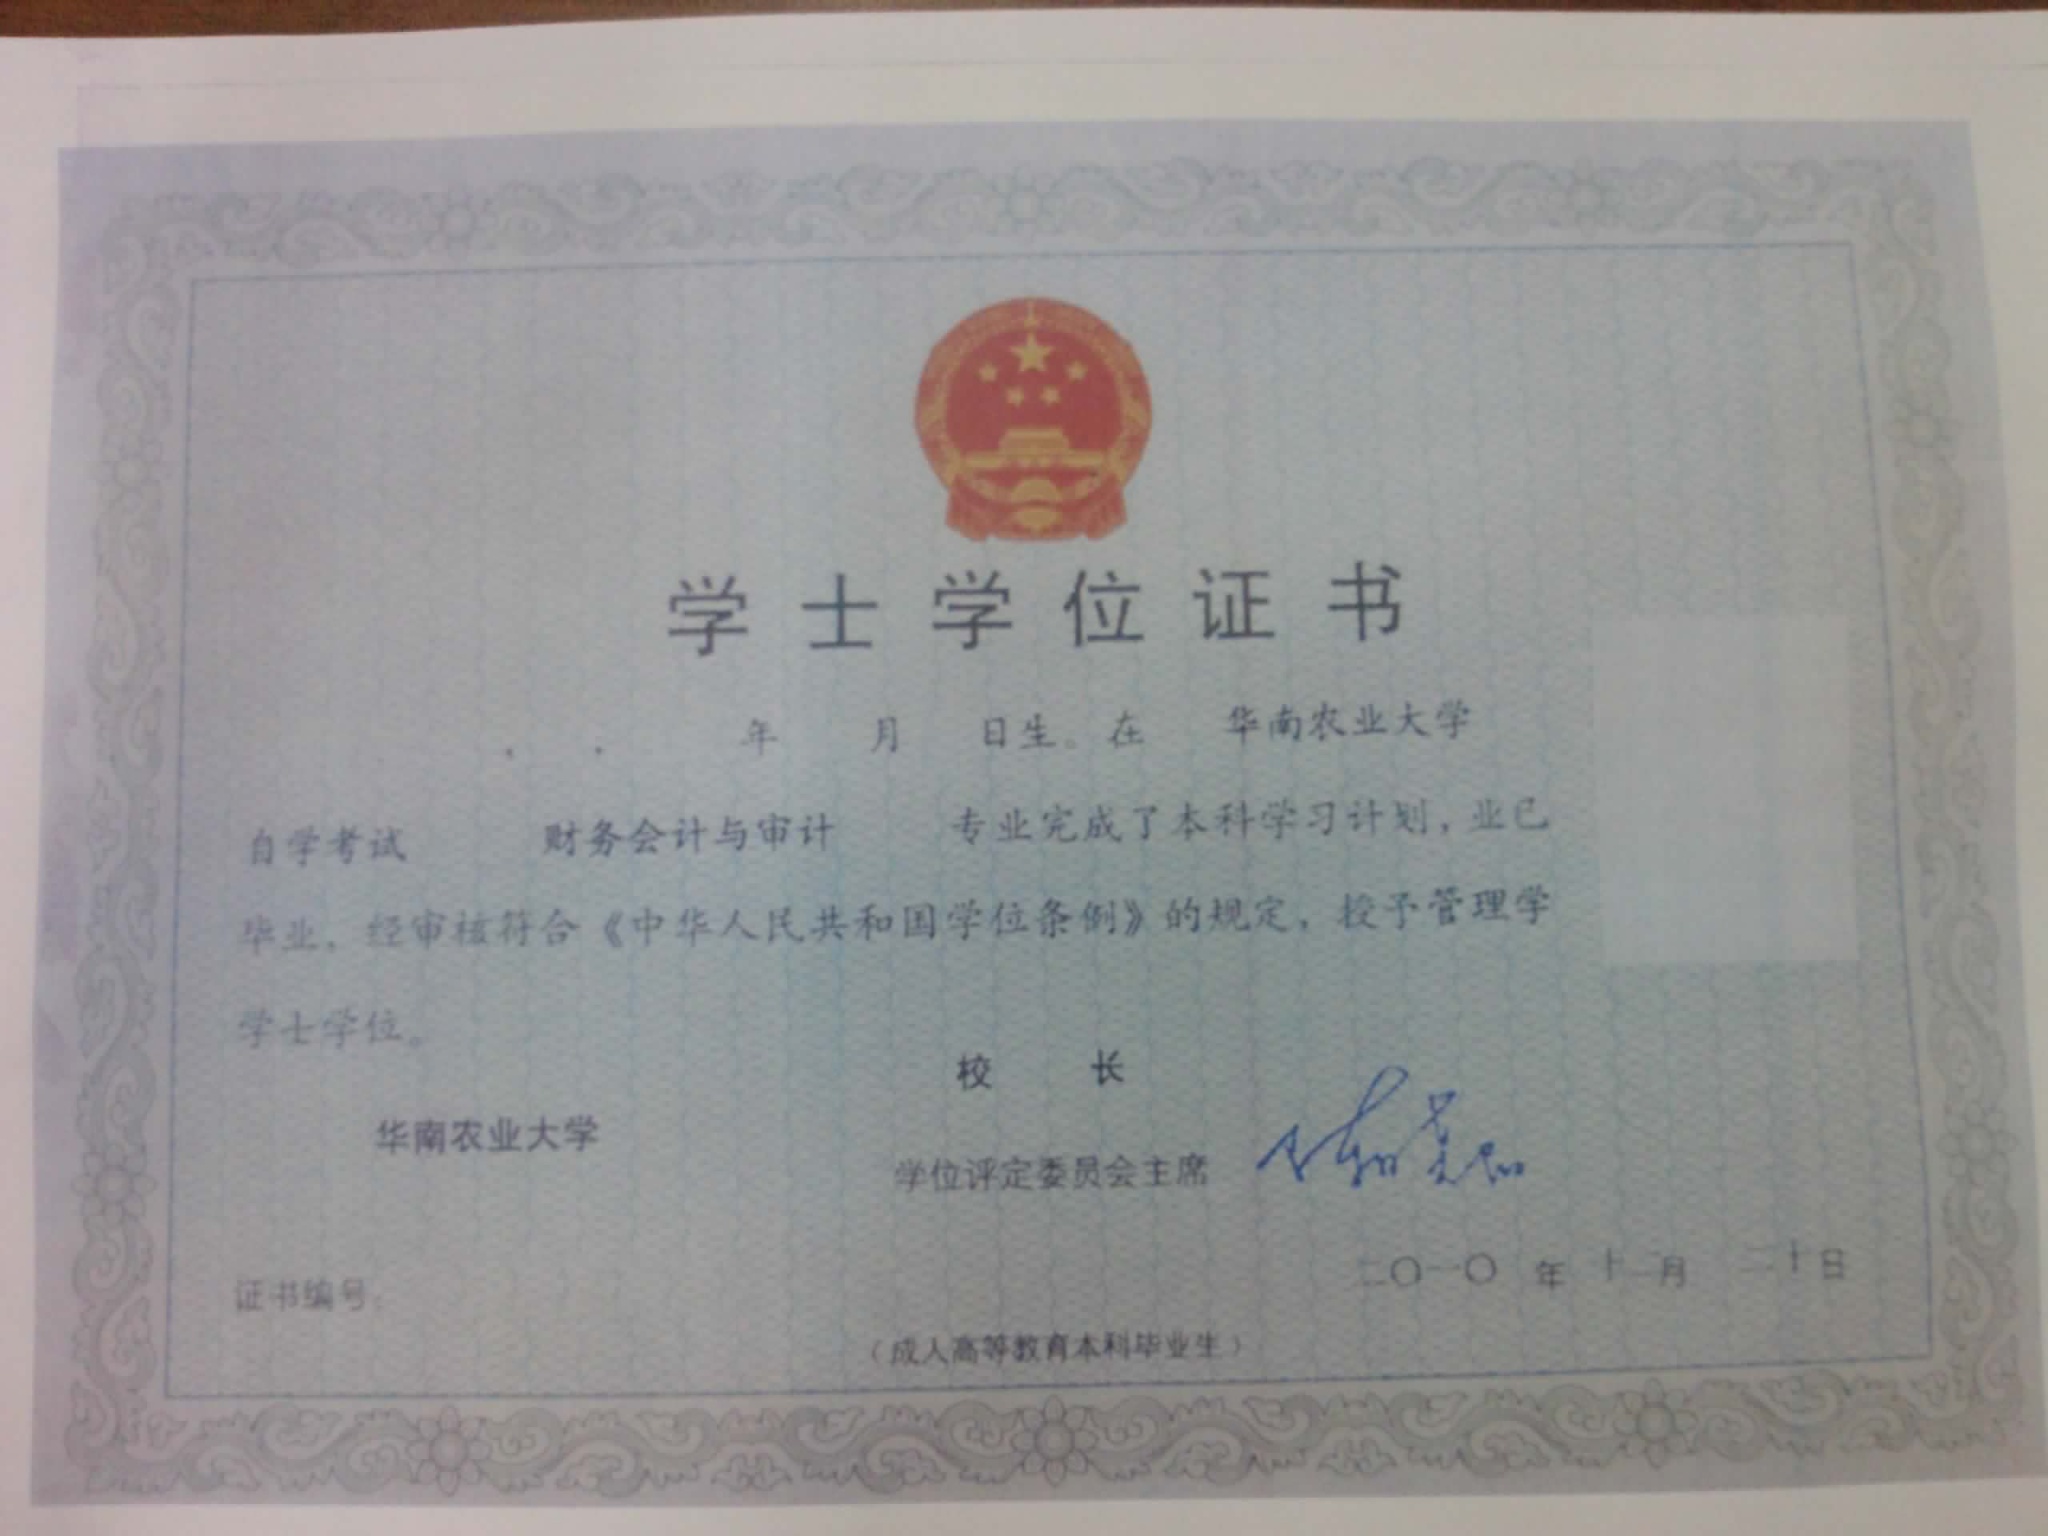 学士学位证书
， ， 年 月 日生。在 华南农业大学
自学考试 财务会计与审计 专业完成了本科学习计划，业已
毕业，经审核符合《中华人民共和国学位条例》的规定，授予管理学
学士学位。
校 长
华南农业大学
学位评定委员会主席
二〇一〇 年 十二月 二十日
证书编号：
（成人高等教育本科毕业生）